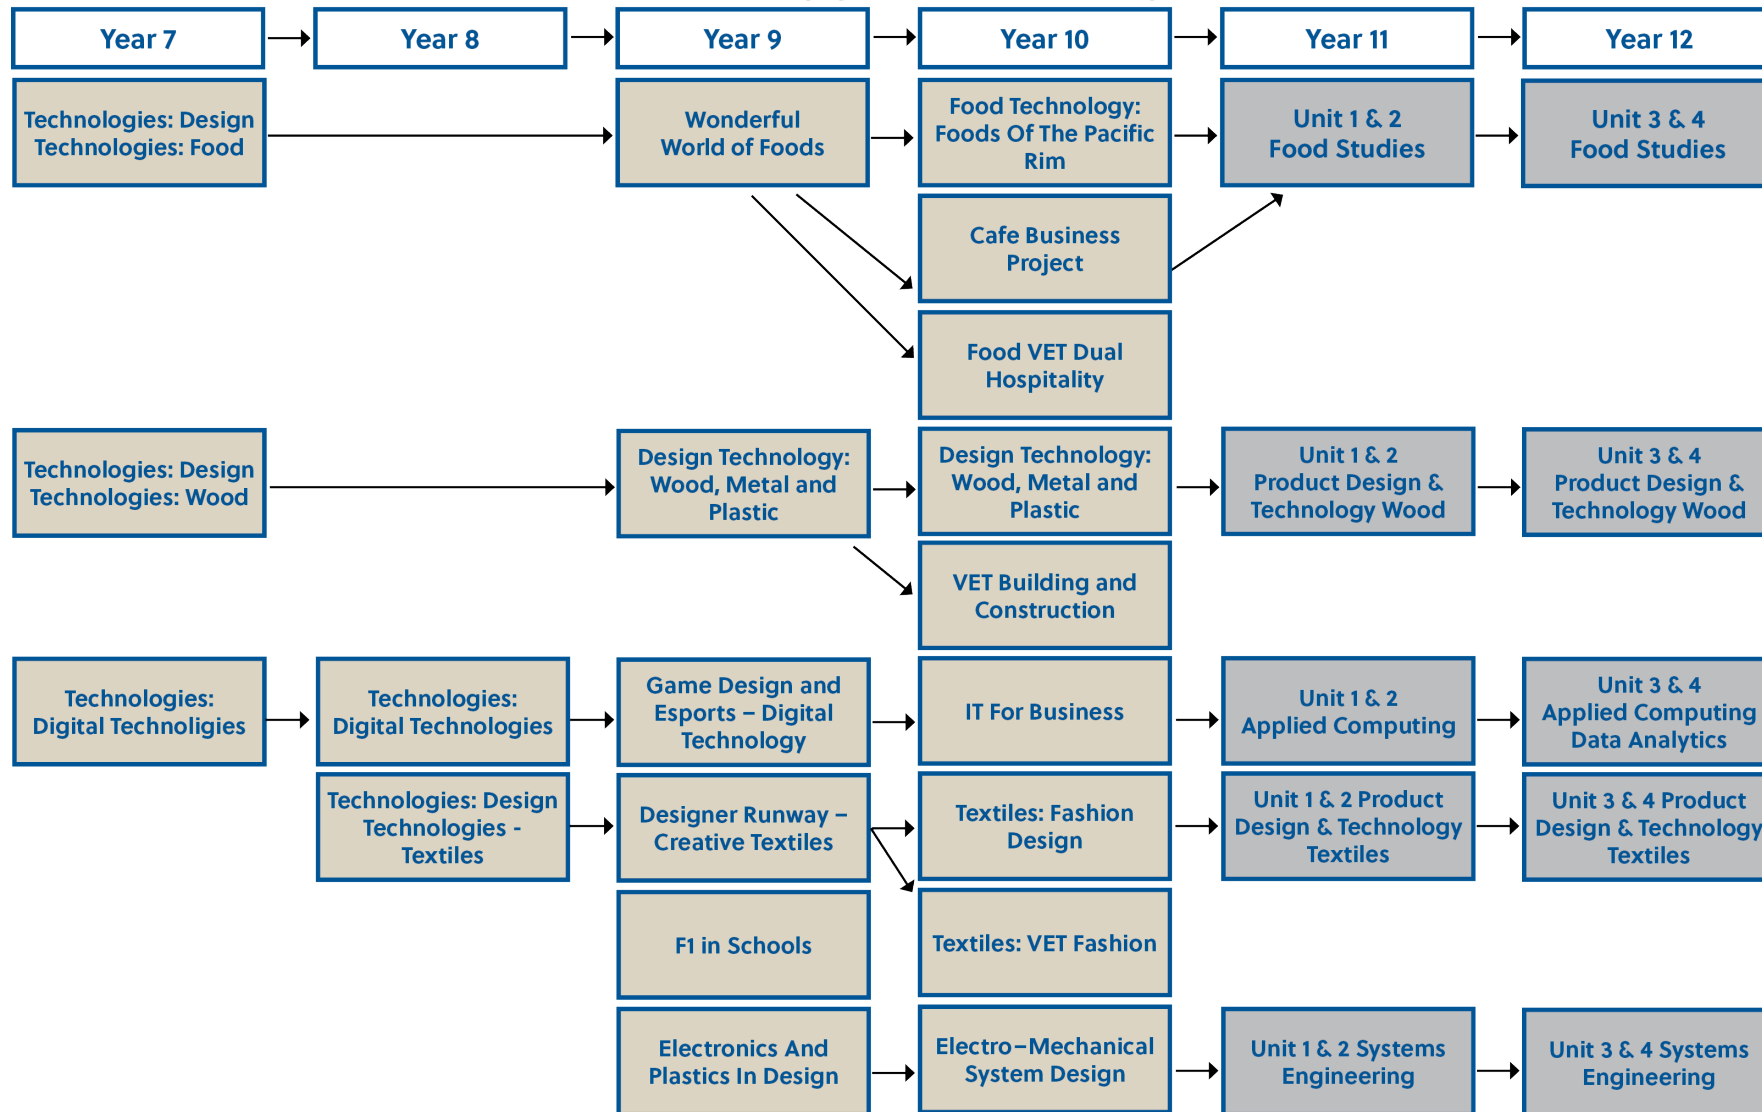 Year 7
Year 8
Year 9
Year 10
Year 11
Year 12
Technologies: Design
Technologies: Food
Wonderful
World of Foods
Food Technology:
Foods Of The Pacific
Rim
Unit 1 & 2
Food Studies
Unit 3 & 4
Food Studies
Cafe Business
Project
Food VET Dual
Hospitality
Technologies: Design
Technologies: Wood
Design Technology:
Wood, Metal and
Plastic
Design Technology:
Wood, Metal and
Plastic
Unit 1 & 2
Product Design &
Technology Wood
Unit 3 & 4
Product Design &
Technology Wood
VET Building and
Construction
Technologies:
Digital Technoligies
Technologies:
Digital Technologies
Game Design and
Esports – Digital
Technology
IT For Business
Unit 1 & 2
Applied Computing
Unit 3 & 4
Applied Computing
Data Analytics
Technologies: Design
Technologies -
Textiles
Designer Runway –
Creative Textiles
Textiles: Fashion
Design
Unit 1 & 2 Product
Design & Technology
Textiles
Unit 3 & 4 Product
Design & Technology
Textiles
F1 in Schools
Textiles: VET Fashion
Electronics And
Plastics In Design
Electro–Mechanical
System Design
Unit 1 & 2 Systems
Engineering
Unit 3 & 4 Systems
Engineering